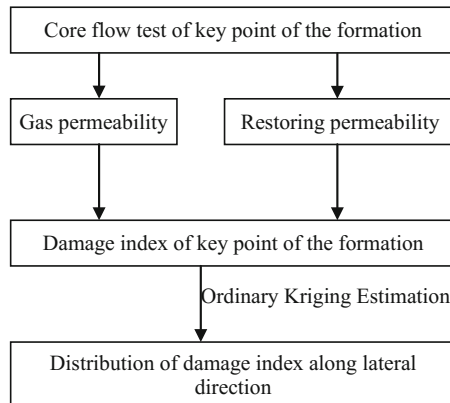 Core flow test of key point of the formation
Gas permeability
Restoring permeability
Damage index of key point of the formation
Ordinary Kriging Estimation
Distribution of damage index along lateral
direction